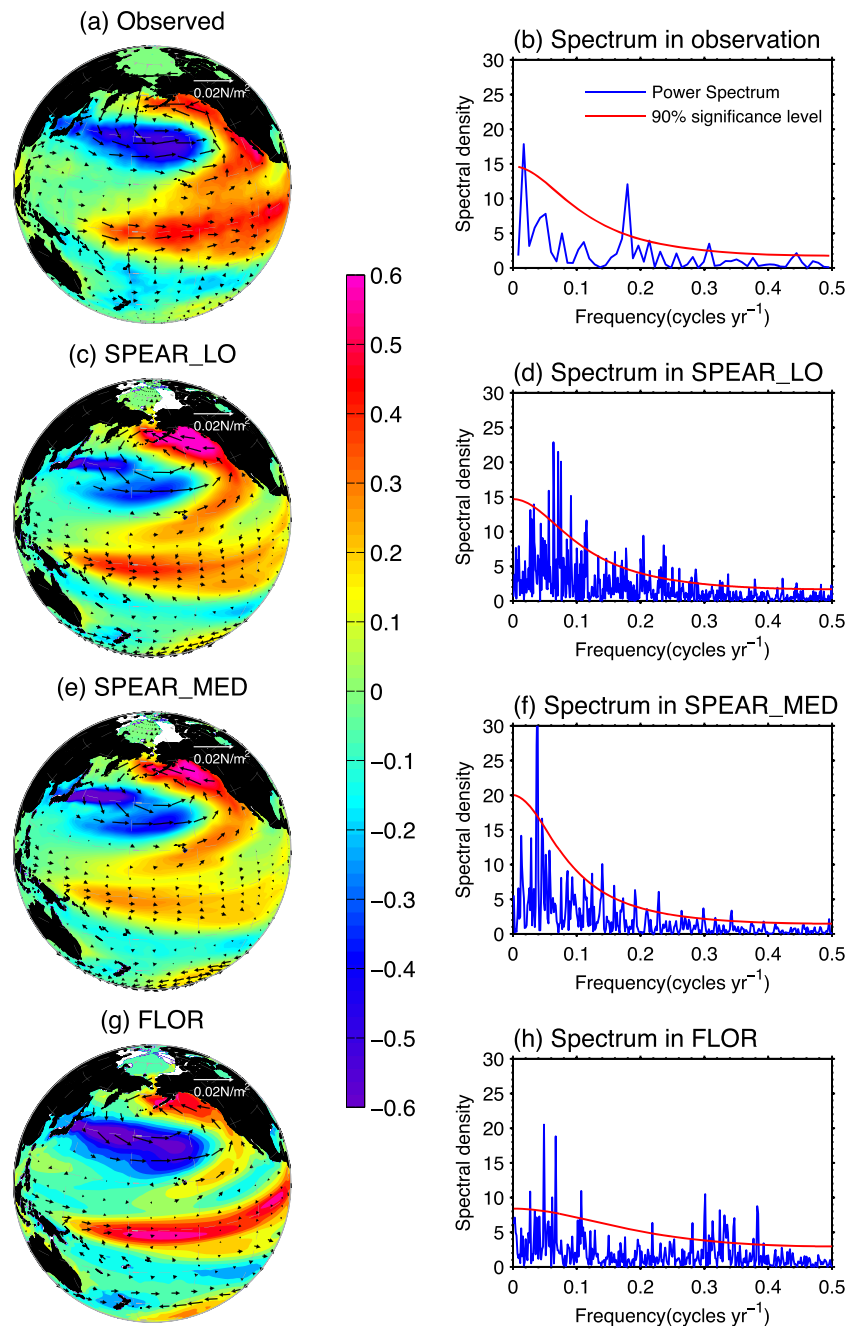 (a) Observed
0.02N/m²
(b) Spectrum in observation
Spectral density
30
25
20
15
10
5
0
Power Spectrum
90% significance level
0 0.1 0.2 0.3 0.4 0.5
Frequency(cycles yr⁻¹)
(c) SPEAR_LO
0.02N/m²
0.6
0.5
0.4
0.3
0.2
0.1
0
−0.1
−0.2
−0.3
−0.4
−0.5
−0.6
(d) Spectrum in SPEAR_LO
Spectral density
30
25
20
15
10
5
0
0 0.1 0.2 0.3 0.4 0.5
Frequency(cycles yr⁻¹)
(e) SPEAR_MED
0.02N/m²
(f) Spectrum in SPEAR_MED
Spectral density
30
25
20
15
10
5
0
0 0.1 0.2 0.3 0.4 0.5
Frequency(cycles yr⁻¹)
(g) FLOR
0.02N/m²
(h) Spectrum in FLOR
Spectral density
30
25
20
15
10
5
0
0 0.1 0.2 0.3 0.4 0.5
Frequency(cycles yr⁻¹)